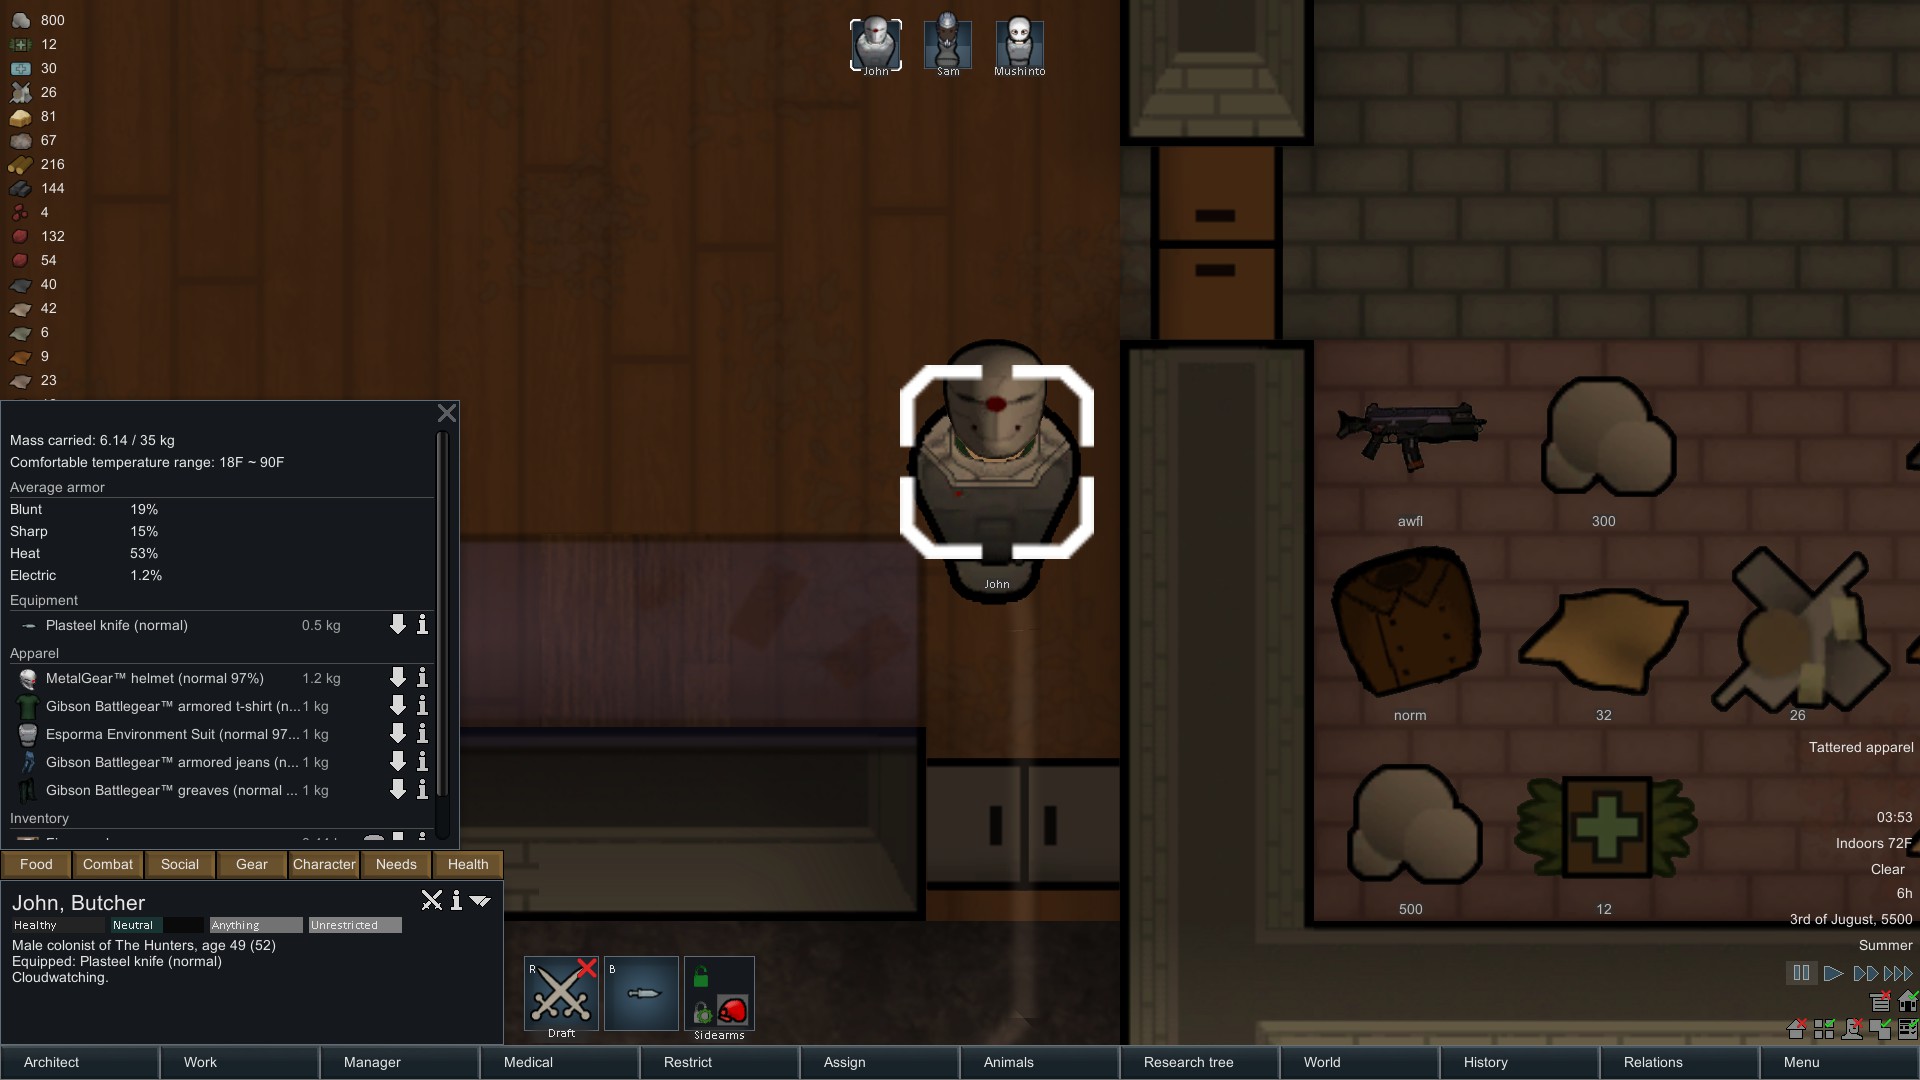 800
12
30
26
81
67
216
144
4
132
54
40
42
6
9
23
John
Sam
Mushinto
Mass carried: 6.14 / 35 kg
Comfortable temperature range: 18F ~ 90F
Average armor
Blunt 19%
Sharp 15%
Heat 53%
Electric 1.2%
Equipment
Plasteel knife (normal) 0.5 kg
Apparel
MetalGear™ helmet (normal 97%) 1.2 kg
Gibson Battlegear™ armored t-shirt (n... 1 kg
Esporma Environment Suit (normal 97... 1 kg
Gibson Battlegear™ armored jeans (n... 1 kg
Gibson Battlegear™ greaves (normal ... 1 kg
Inventory
Food Combat Social Gear Character Needs Health
John, Butcher
Healthy Neutral Anything Unrestricted
Male colonist of The Hunters, age 49 (52)
Equipped: Plasteel knife (normal)
Cloudwatching.
John
awfl
300
norm
32
26
500
12
R
Draft
B
Sidearms
Tattered apparel
03:53
Indoors 72F
Clear
6h
3rd of Jugust, 5500
Summer
Architect Work Manager Medical Restrict Assign Animals Research tree World History Relations Menu